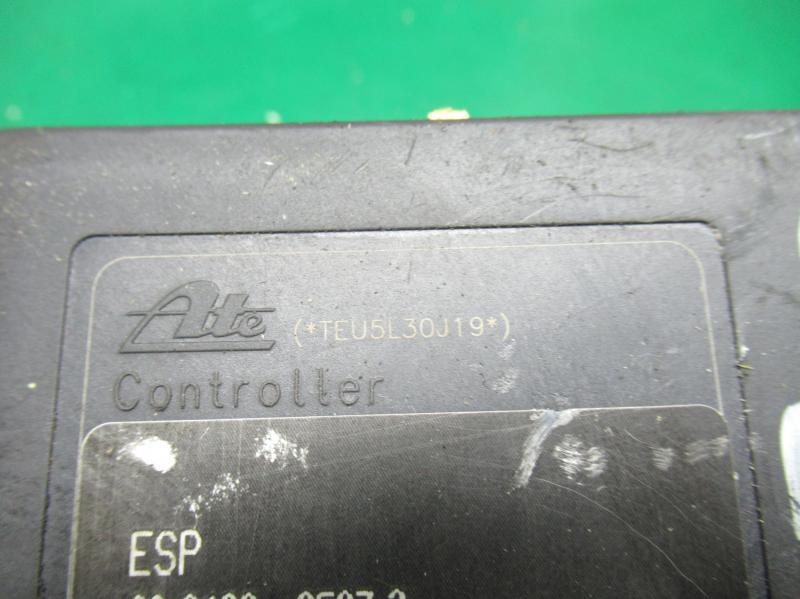 Ate (*TEU5L30J19*)
Controller
ESP